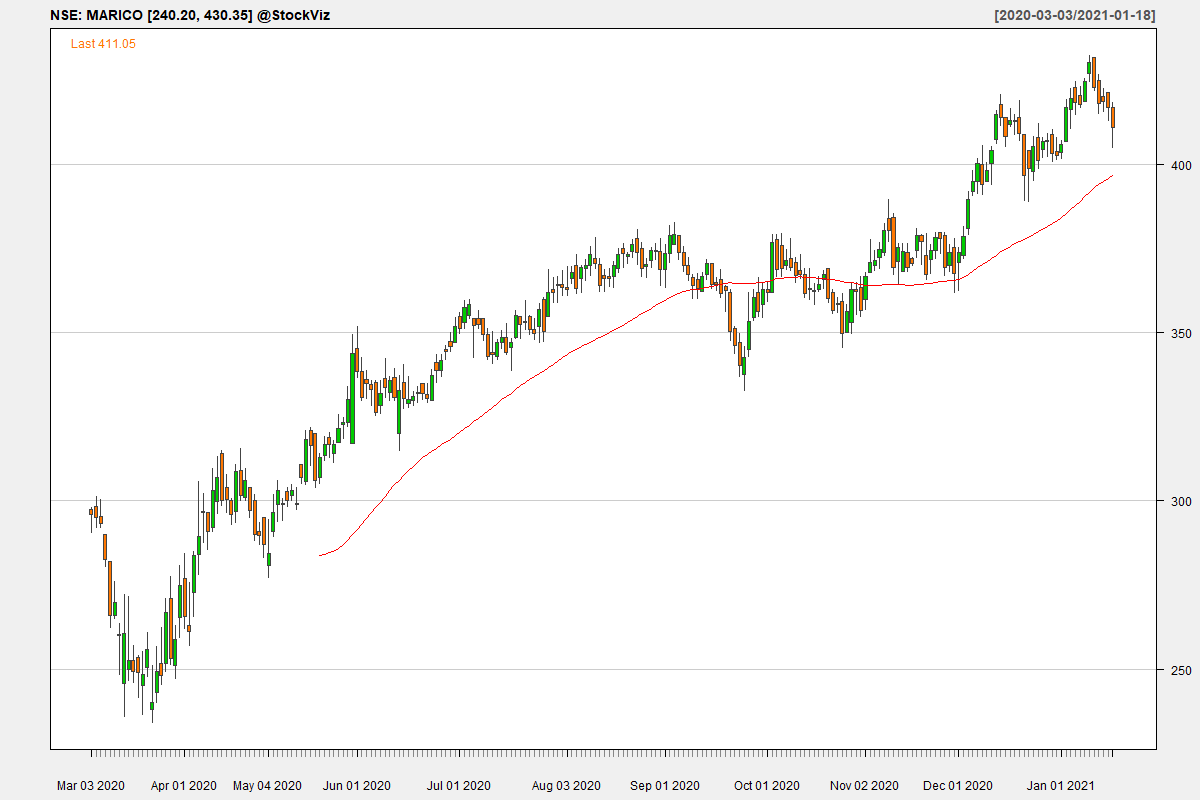 NSE: MARICO [240.20, 430.35] @StockViz [2020-03-03/2021-01-18]
Last 411.05
400
350
300
250
Mar 03 2020 Apr 01 2020 May 04 2020 Jun 01 2020 Jul 01 2020 Aug 03 2020 Sep 01 2020 Oct 01 2020 Nov 02 2020 Dec 01 2020 Jan 01 2021